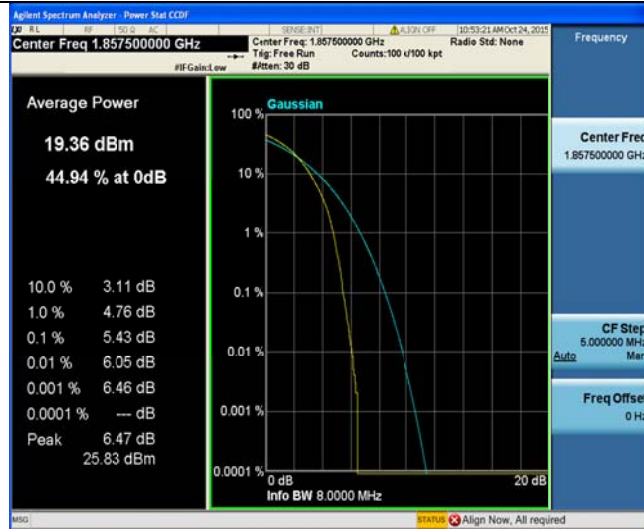 Agilent Spectrum Analyzer - Power Stat CCDF
RL RF 50 Ω AC SENSE:INT ALIGN OFF 10:53:21 AM Oct 24, 2015
Center Freq 1.857500000 GHz
Center Freq: 1.857500000 GHz
Radio Std: None
Trig: Free Run
Counts:100 k/100 kpt
#IFGain:Low
#Atten: 30 dB
Frequency
Average Power
19.36 dBm
44.94 % at 0dB
10.0 % 3.11 dB
1.0 % 4.76 dB
0.1 % 5.43 dB
0.01 % 6.05 dB
0.001 % 6.46 dB
0.0001 % --- dB
Peak 6.47 dB
25.83 dBm
Gaussian
100 %
10 %
1 %
0.1 %
0.01 %
0.001 %
0.0001 %
0 dB
20 dB
Info BW 8.0000 MHz
Center Freq
1.857500000 GHz
CF Step
5.000000 MHz
Auto Man
Freq Offset
0 Hz
MSG
STATUS Align Now, All required